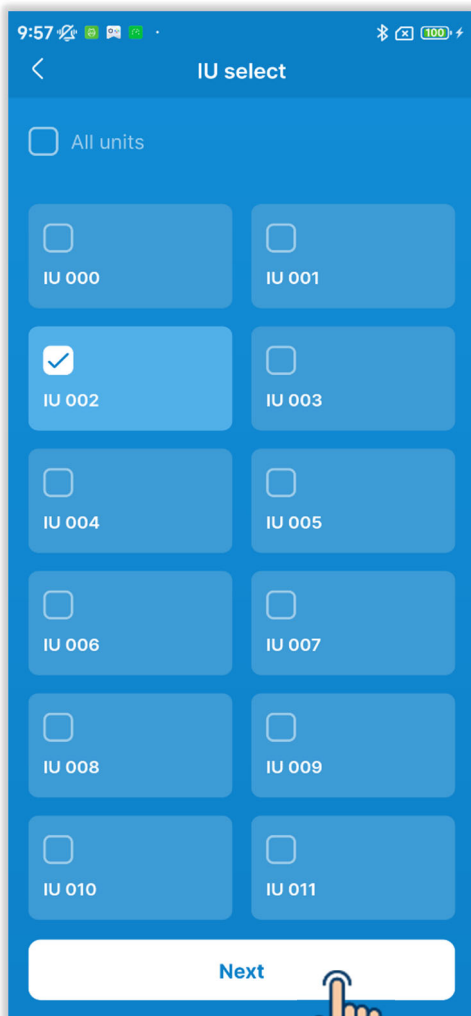 9:57
100
IU select
All units
IU 000
IU 001
IU 002
IU 003
IU 004
IU 005
IU 006
IU 007
IU 008
IU 009
IU 010
IU 011
Next